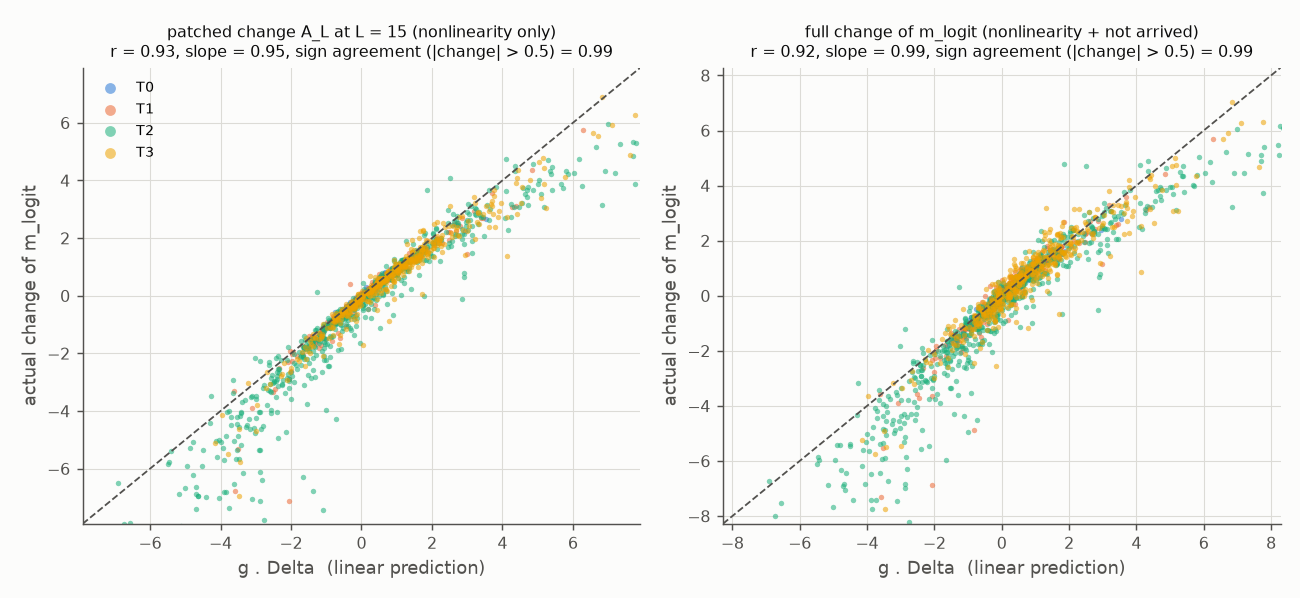 patched change A_L at L = 15 (nonlinearity only)
r = 0.93, slope = 0.95, sign agreement (|change| > 0.5) = 0.99
T0
T1
T2
T3
6
4
2
0
−2
−4
−6
−6
−4
−2
0
2
4
6
actual change of m_logit
g . Delta  (linear prediction)
full change of m_logit (nonlinearity + not arrived)
r = 0.92, slope = 0.99, sign agreement (|change| > 0.5) = 0.99
8
6
4
2
0
−2
−4
−6
−8
−8
−6
−4
−2
0
2
4
6
8
actual change of m_logit
g . Delta  (linear prediction)